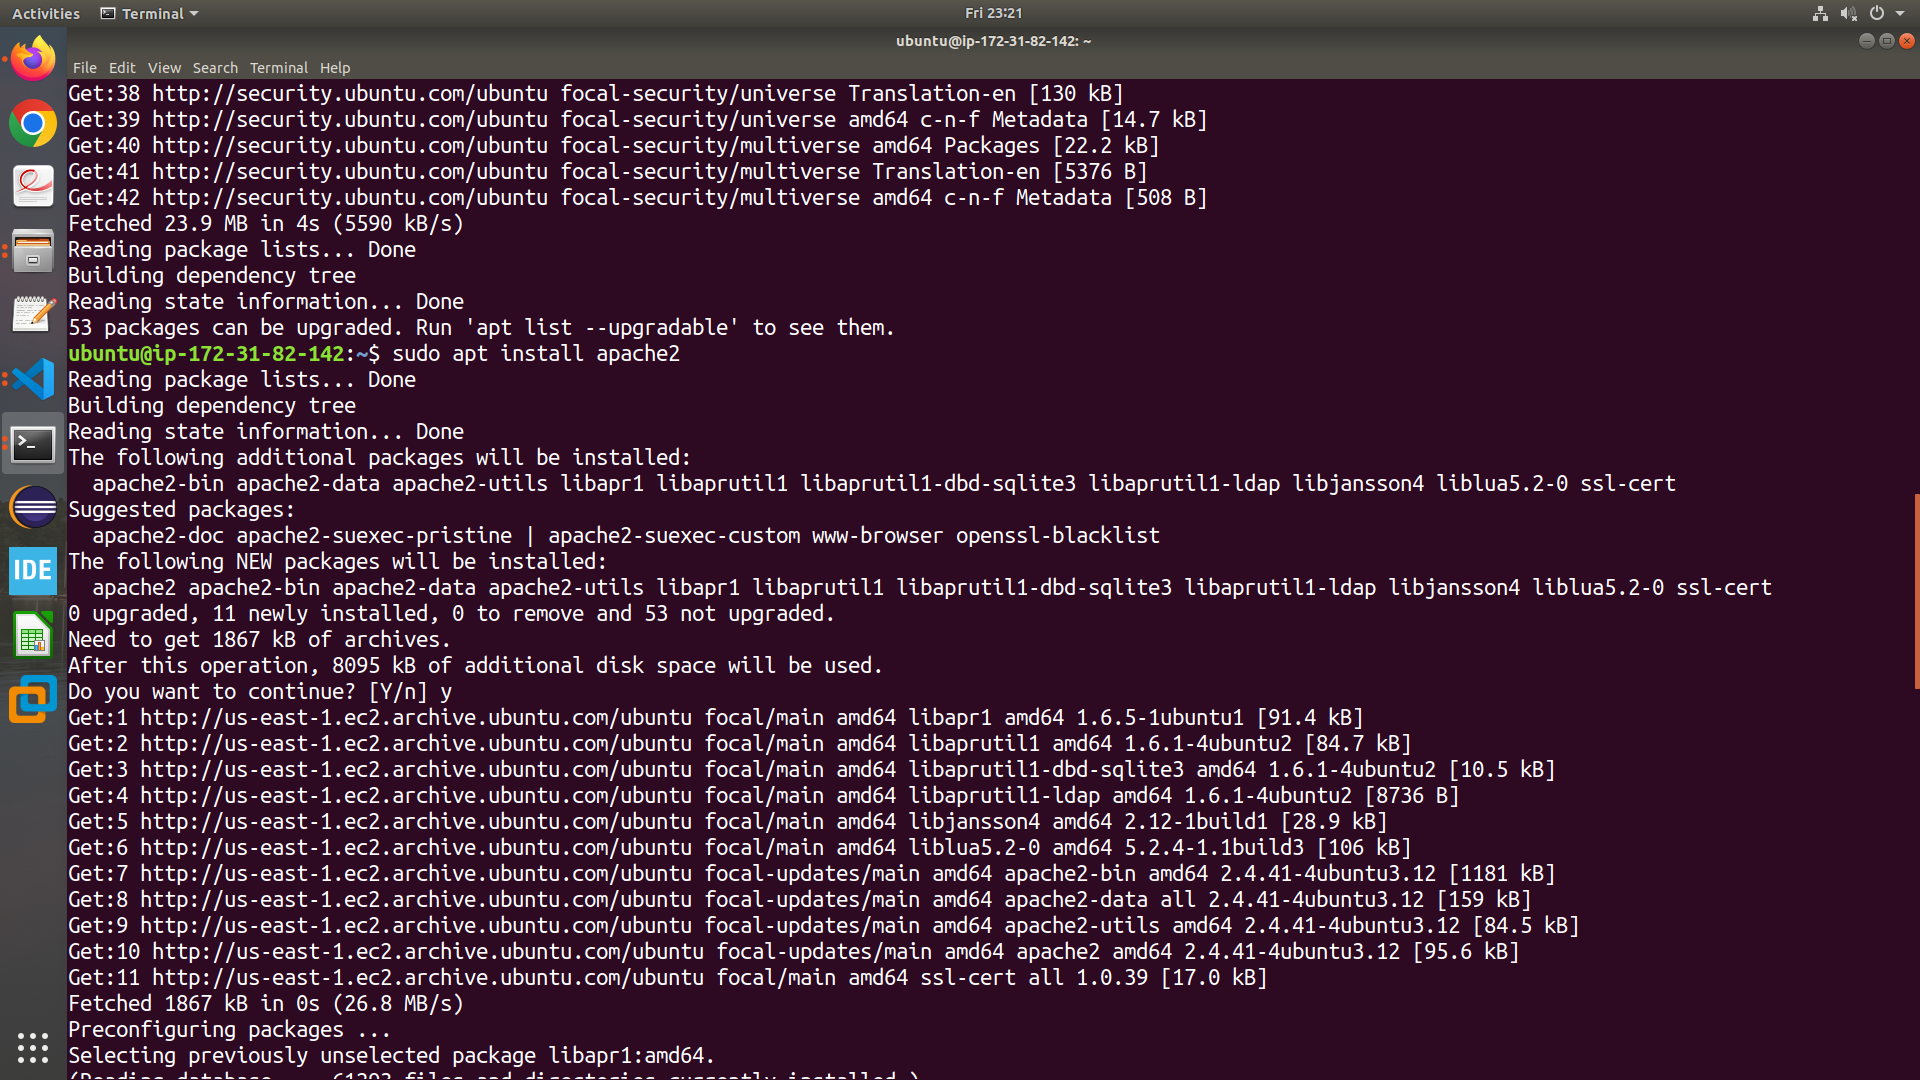 Activities
Terminal
Fri 23:21
ubuntu@ip-172-31-82-142: ~
File Edit View Search Terminal Help
Get:38 http://security.ubuntu.com/ubuntu focal-security/universe Translation-en [130 kB]
Get:39 http://security.ubuntu.com/ubuntu focal-security/universe amd64 c-n-f Metadata [14.7 kB]
Get:40 http://security.ubuntu.com/ubuntu focal-security/multiverse amd64 Packages [22.2 kB]
Get:41 http://security.ubuntu.com/ubuntu focal-security/multiverse Translation-en [5376 B]
Get:42 http://security.ubuntu.com/ubuntu focal-security/multiverse amd64 c-n-f Metadata [508 B]
Fetched 23.9 MB in 4s (5590 kB/s)
Reading package lists... Done
Building dependency tree
Reading state information... Done
53 packages can be upgraded. Run 'apt list --upgradable' to see them.
ubuntu@ip-172-31-82-142:~$ sudo apt install apache2
Reading package lists... Done
Building dependency tree
Reading state information... Done
The following additional packages will be installed:
  apache2-bin apache2-data apache2-utils libapr1 libaprutil1 libaprutil1-dbd-sqlite3 libaprutil1-ldap libjansson4 liblua5.2-0 ssl-cert
Suggested packages:
  apache2-doc apache2-suexec-pristine | apache2-suexec-custom www-browser openssl-blacklist
The following NEW packages will be installed:
  apache2 apache2-bin apache2-data apache2-utils libapr1 libaprutil1 libaprutil1-dbd-sqlite3 libaprutil1-ldap libjansson4 liblua5.2-0 ssl-cert
0 upgraded, 11 newly installed, 0 to remove and 53 not upgraded.
Need to get 1867 kB of archives.
After this operation, 8095 kB of additional disk space will be used.
Do you want to continue? [Y/n] y
Get:1 http://us-east-1.ec2.archive.ubuntu.com/ubuntu focal/main amd64 libapr1 amd64 1.6.5-1ubuntu1 [91.4 kB]
Get:2 http://us-east-1.ec2.archive.ubuntu.com/ubuntu focal/main amd64 libaprutil1 amd64 1.6.1-4ubuntu2 [84.7 kB]
Get:3 http://us-east-1.ec2.archive.ubuntu.com/ubuntu focal/main amd64 libaprutil1-dbd-sqlite3 amd64 1.6.1-4ubuntu2 [10.5 kB]
Get:4 http://us-east-1.ec2.archive.ubuntu.com/ubuntu focal/main amd64 libaprutil1-ldap amd64 1.6.1-4ubuntu2 [8736 B]
Get:5 http://us-east-1.ec2.archive.ubuntu.com/ubuntu focal/main amd64 libjansson4 amd64 2.12-1build1 [28.9 kB]
Get:6 http://us-east-1.ec2.archive.ubuntu.com/ubuntu focal/main amd64 liblua5.2-0 amd64 5.2.4-1.1build3 [106 kB]
Get:7 http://us-east-1.ec2.archive.ubuntu.com/ubuntu focal-updates/main amd64 apache2-bin amd64 2.4.41-4ubuntu3.12 [1181 kB]
Get:8 http://us-east-1.ec2.archive.ubuntu.com/ubuntu focal-updates/main amd64 apache2-data all 2.4.41-4ubuntu3.12 [159 kB]
Get:9 http://us-east-1.ec2.archive.ubuntu.com/ubuntu focal-updates/main amd64 apache2-utils amd64 2.4.41-4ubuntu3.12 [84.5 kB]
Get:10 http://us-east-1.ec2.archive.ubuntu.com/ubuntu focal-updates/main amd64 apache2 amd64 2.4.41-4ubuntu3.12 [95.6 kB]
Get:11 http://us-east-1.ec2.archive.ubuntu.com/ubuntu focal/main amd64 ssl-cert all 1.0.39 [17.0 kB]
Fetched 1867 kB in 0s (26.8 MB/s)
Preconfiguring packages ...
Selecting previously unselected package libapr1:amd64.
(Reading database ... 61293 files and directories currently installed.)
IDE